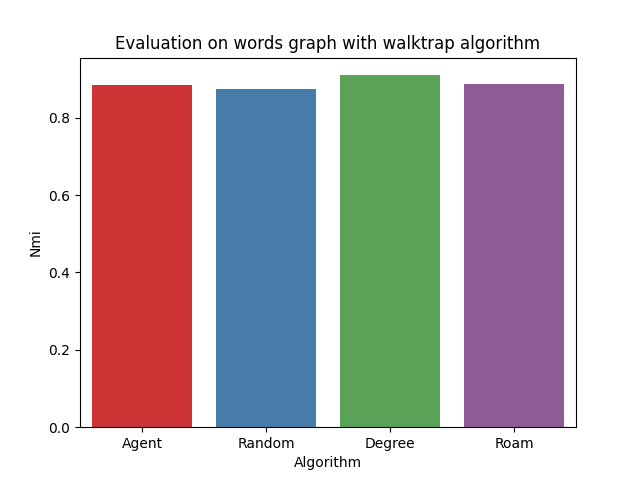 Evaluation on words graph with walktrap algorithm
0.8
0.6
0.4
0.2
0.0
Nmi
Agent Random Degree Roam
Algorithm